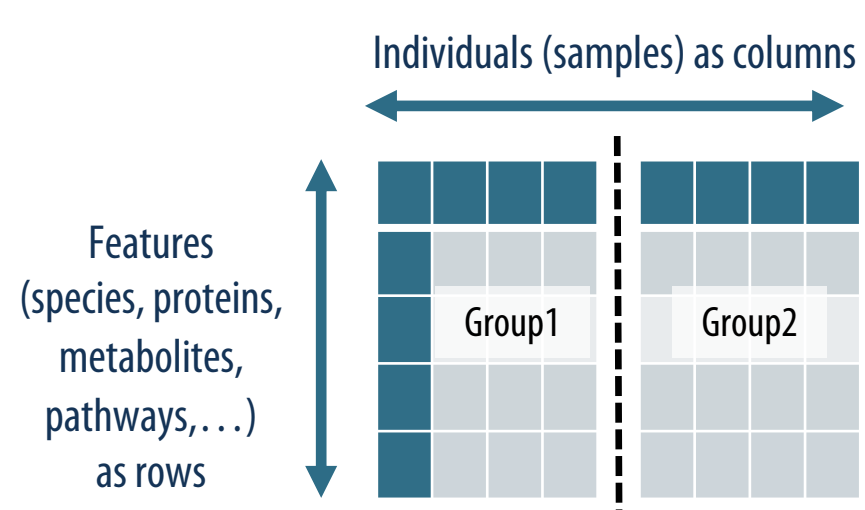 Individuals (samples) as columns
Features
(species, proteins,
metabolites,
pathways,...)
as rows
Group1
Group2